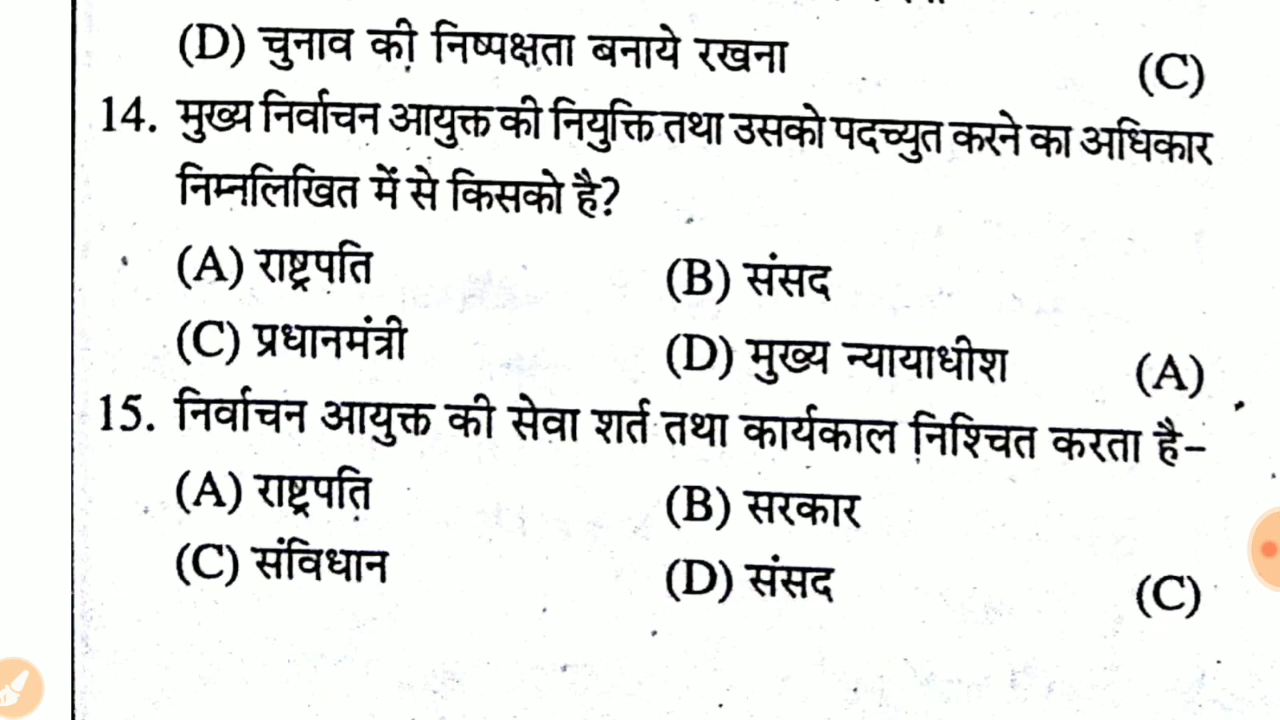 (D) चुनाव की निष्पक्षता बनाये रखना (C)
14. मुख्य निर्वाचन आयुक्त की नियुक्ति तथा उसको पदच्युत करने का अधिकार
निम्नलिखित में से किसको है?
(A) राष्ट्रपति (B) संसद
(C) प्रधानमंत्री (D) मुख्य न्यायाधीश (A)
15. निर्वाचन आयुक्त की सेवा शर्त तथा कार्यकाल निश्चित करता है-
(A) राष्ट्रपति (B) सरकार
(C) संविधान (D) संसद (C)